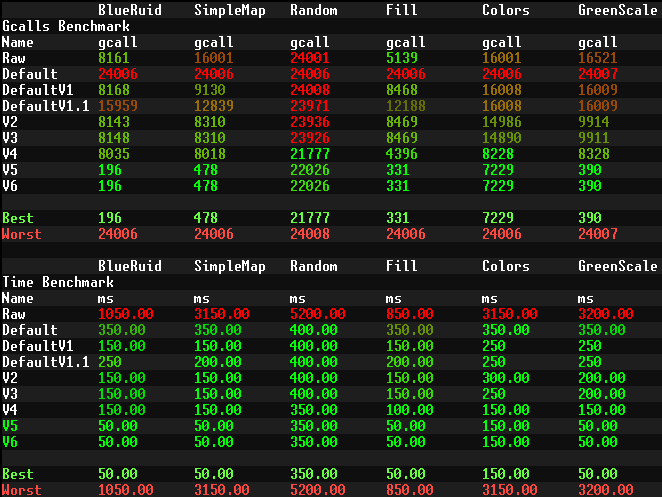 BlueRuid SimpleMap Random Fill Colors GreenScale
Gcalls Benchmark
Name gcall gcall gcall gcall gcall gcall
Raw 8161 16001 24001 5139 16001 16521
Default 24006 24006 24006 24006 24006 24007
DefaultV1 8168 9130 24008 8468 16008 16009
DefaultV1.1 15959 12839 23971 12188 16008 16009
V2 8143 8310 23936 8469 14986 9914
V3 8148 8310 23926 8469 14890 9911
V4 8035 8018 21777 4396 8228 8328
V5 196 478 22026 331 7229 390
V6 196 478 22026 331 7229 390
Best 196 478 21777 331 7229 390
Worst 24006 24006 24008 24006 24006 24007
BlueRuid SimpleMap Random Fill Colors GreenScale
Time Benchmark
Name ms ms ms ms ms ms
Raw 1050.00 3150.00 5200.00 850.00 3150.00 3200.00
Default 350.00 350.00 400.00 350.00 350.00 350.00
DefaultV1 150.00 150.00 400.00 150.00 250 250
DefaultV1.1 250 200.00 400.00 200.00 250 250
V2 150.00 150.00 400.00 150.00 300.00 200.00
V3 150.00 150.00 400.00 150.00 250 200.00
V4 150.00 150.00 350.00 100.00 150.00 150.00
V5 50.00 50.00 350.00 50.00 150.00 50.00
V6 50.00 50.00 350.00 50.00 150.00 50.00
Best 50.00 50.00 350.00 50.00 150.00 50.00
Worst 1050.00 3150.00 5200.00 850.00 3150.00 3200.00